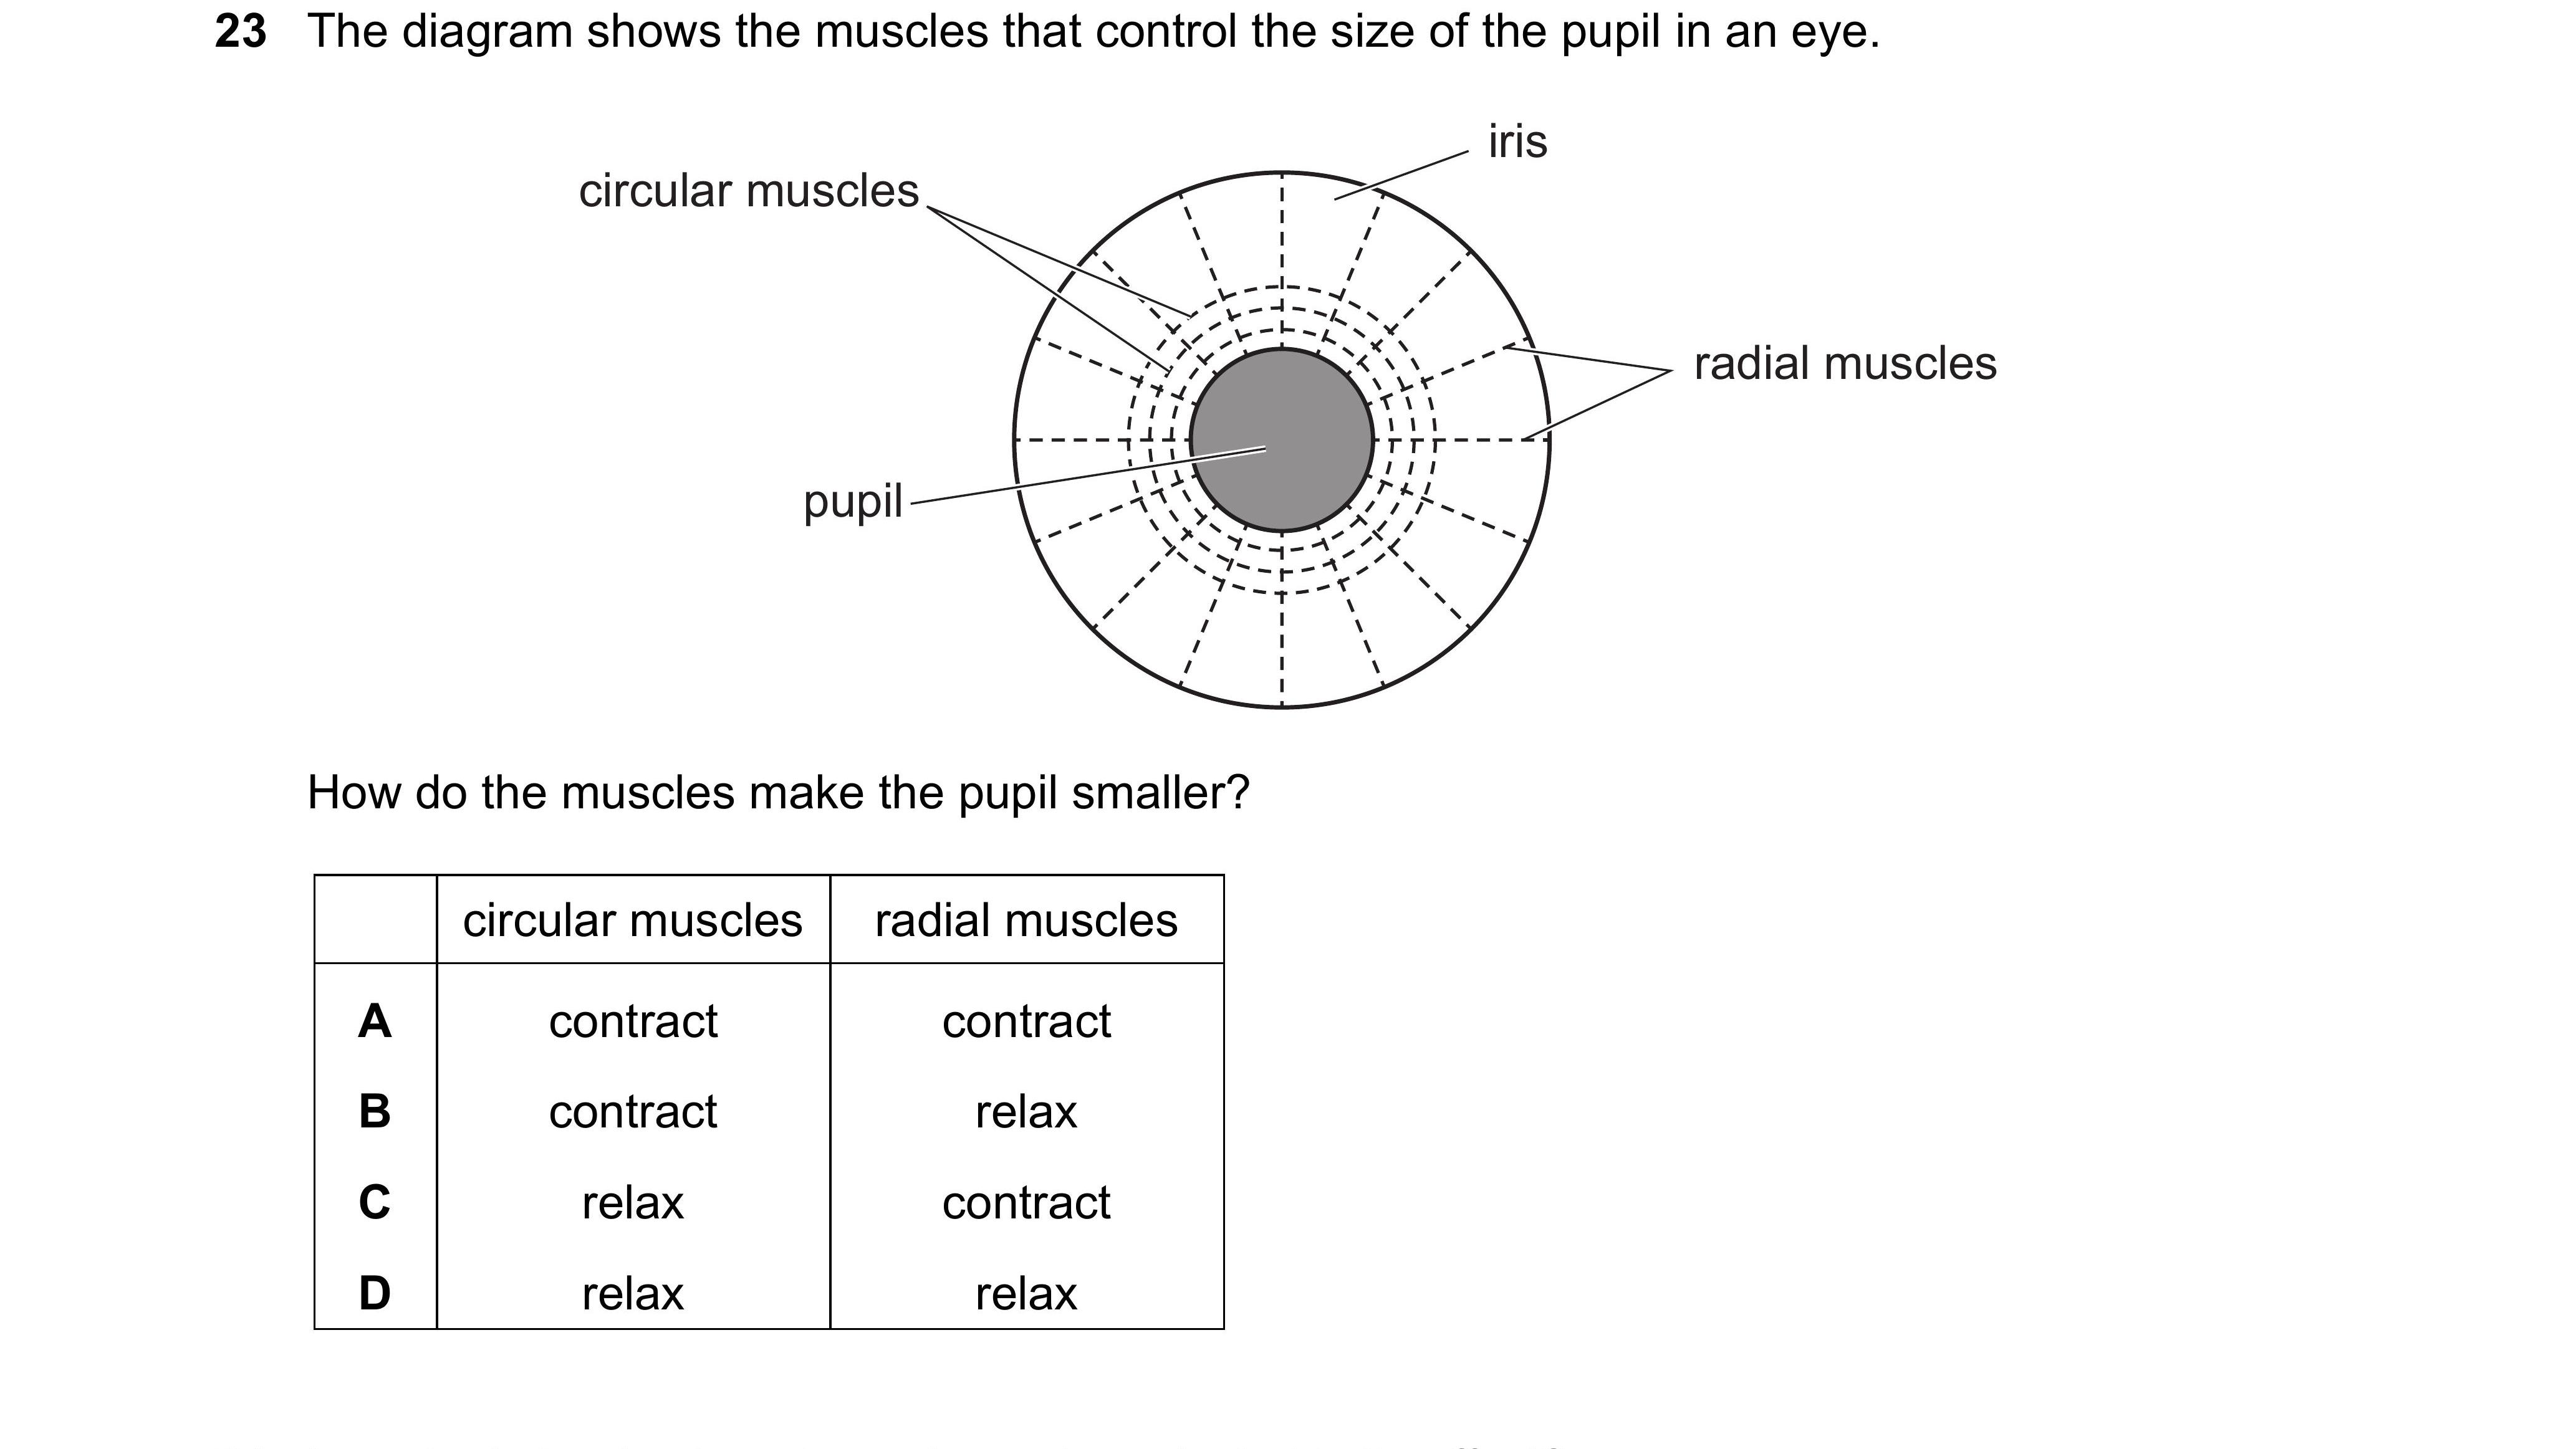 23 The diagram shows the muscles that control the size of the pupil in an eye.
iris
circular muscles
radial muscles
pupil
How do the muscles make the pupil smaller?
circular muscles radial muscles
A contract contract
B contract relax
C relax contract
D relax relax